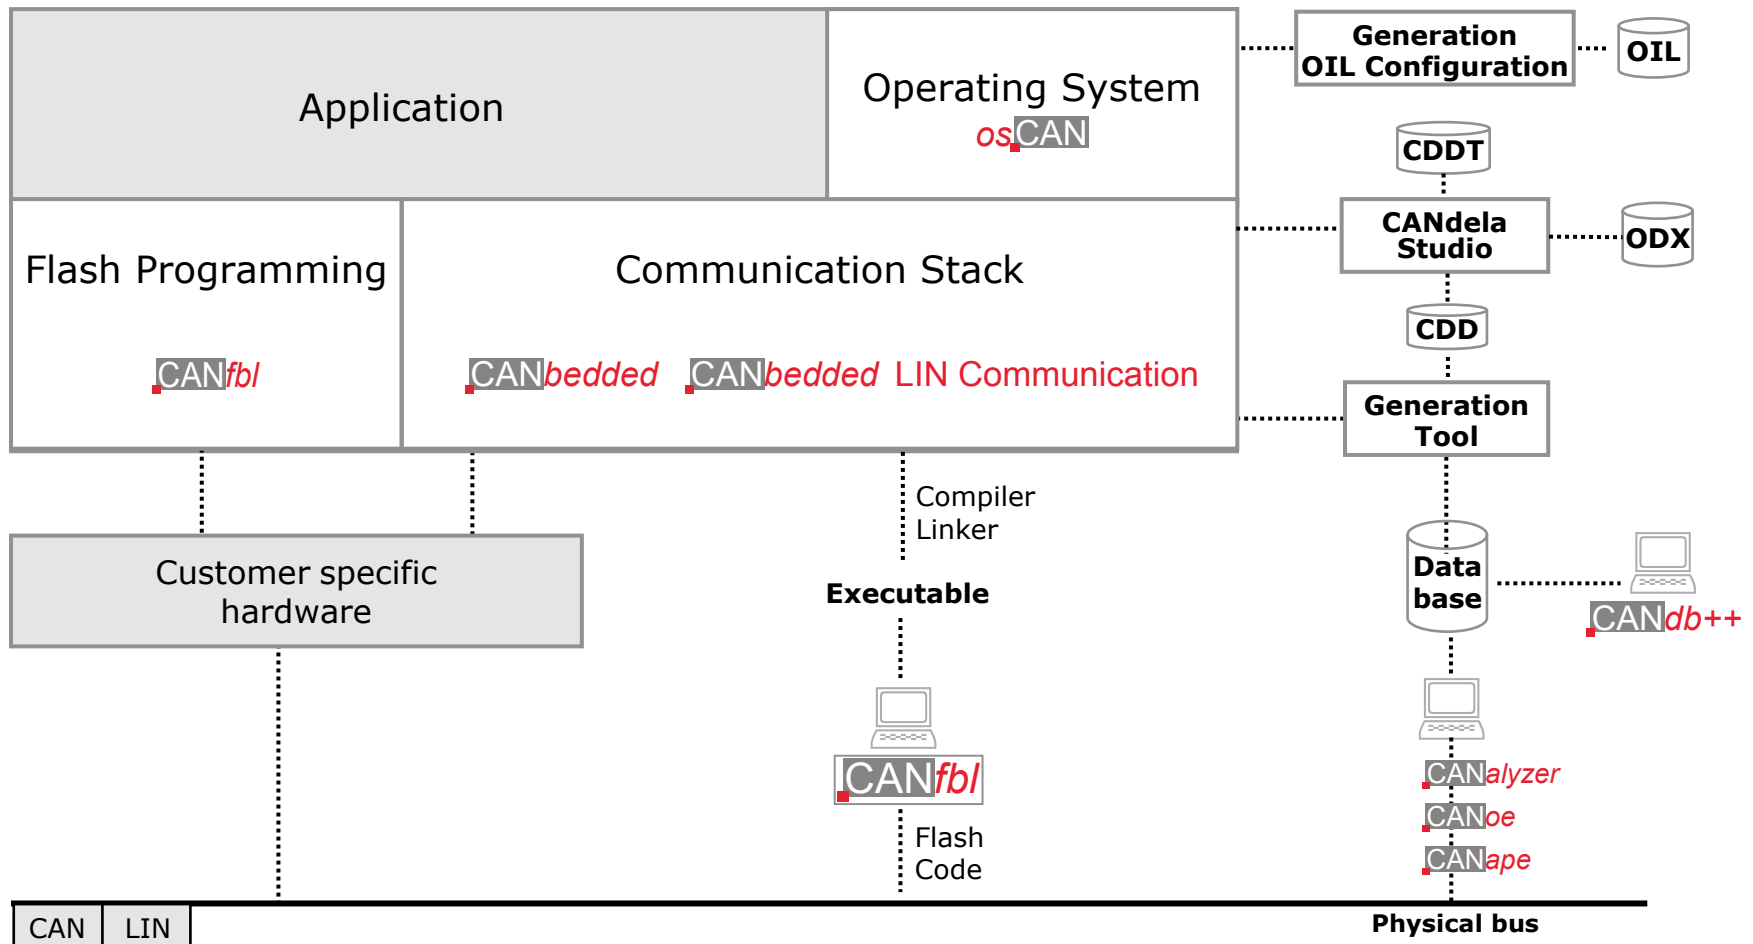 Application
Operating System
osCAN
Generation
OIL Configuration
OIL
CDDT
CANdela
Studio
ODX
CDD
Generation
Tool
Flash Programming
CANfbl
Communication Stack
CANbedded CANbedded LIN Communication
Compiler
Linker
Executable
Customer specific
hardware
Data
base
CANdb++
CANfbl
Flash
Code
CANalyzer
CANoe
CANape
CAN LIN
Physical bus